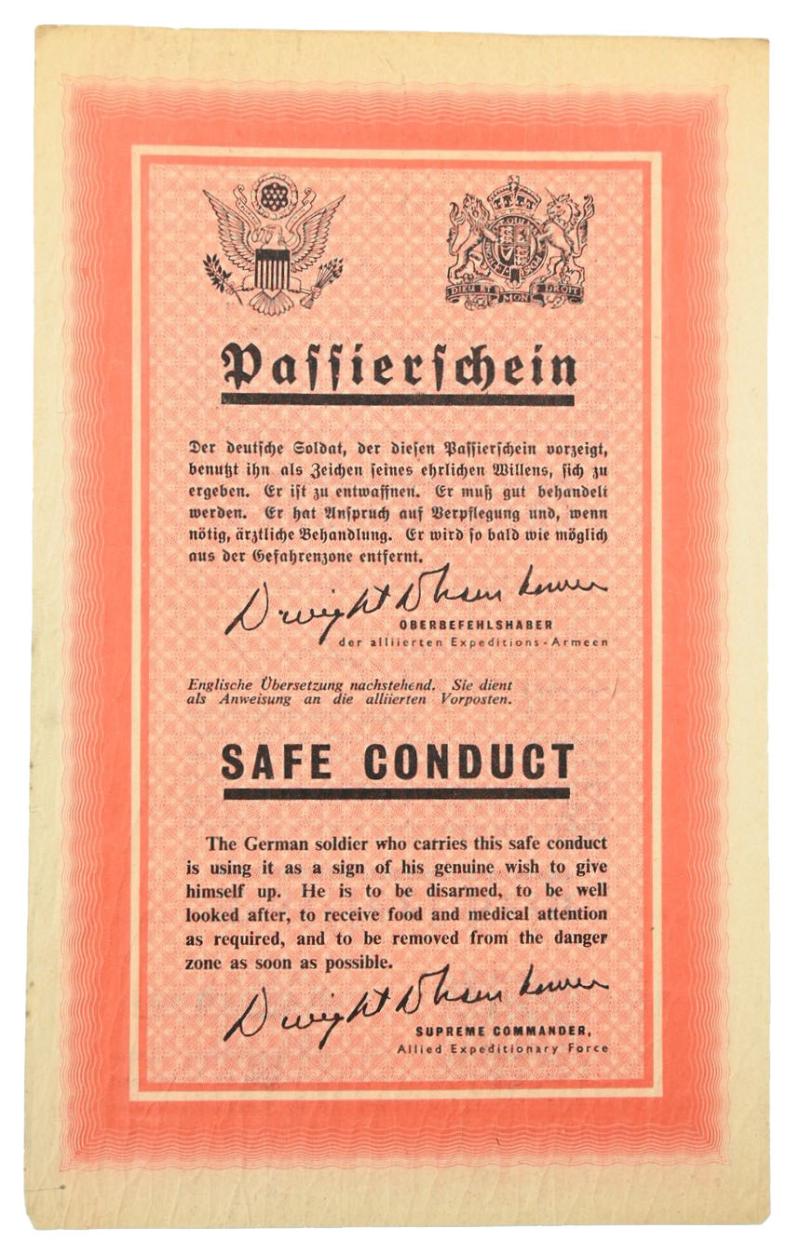 DIEU ET MON DROIT
Passierschein
Der deutsche Soldat, der diesen Passierschein vorzeigt,
benutzt ihn als Zeichen seines ehrlichen Willens, sich zu
ergeben. Er ist zu entwaffnen. Er muß gut behandelt
werden. Er hat Anspruch auf Verpflegung und, wenn
nötig, ärztliche Behandlung. Er wird so bald wie möglich
aus der Gefahrenzone entfernt.
Dwight D Eisenhower
OBERBEFEHLSHABER
der alliierten Expeditions-Armeen
Englische Übersetzung nachstehend. Sie dient
als Anweisung an die alliierten Vorposten.
SAFE CONDUCT
The German soldier who carries this safe conduct
is using it as a sign of his genuine wish to give
himself up. He is to be disarmed, to be well
looked after, to receive food and medical attention
as required, and to be removed from the danger
zone as soon as possible.
Dwight D Eisenhower
SUPREME COMMANDER,
Allied Expeditionary Force